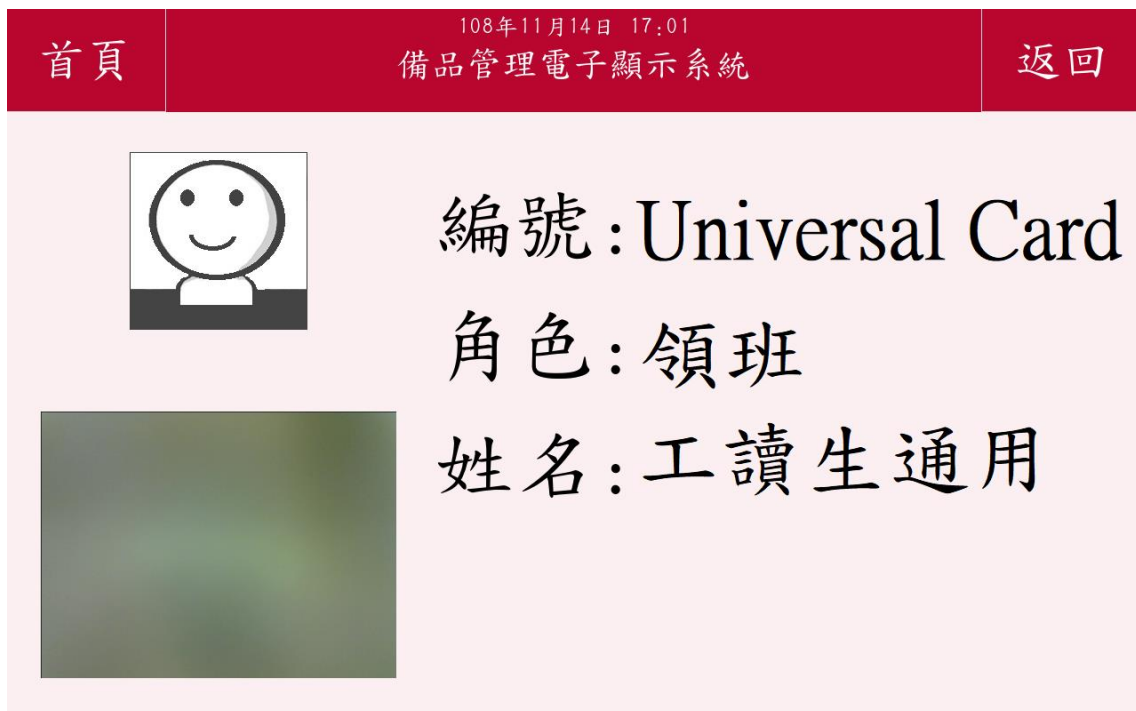 首頁
108年11月14日 17:01
備品管理電子顯示系統
返回
編號:Universal Card
角色:領班
姓名:工讀生通用